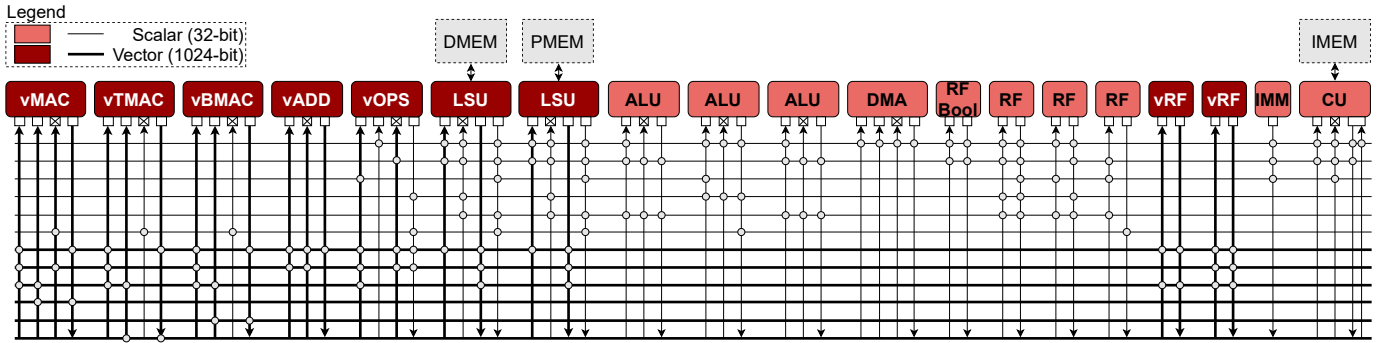 Legend
Scalar (32-bit)
Vector (1024-bit)
DMEM
PMEM
IMEM
vMAC
vTMAC
vBMAC
vADD
vOPS
LSU
LSU
ALU
ALU
ALU
DMA
RF
Bool
RF
RF
RF
vRF
vRF
IMM
CU